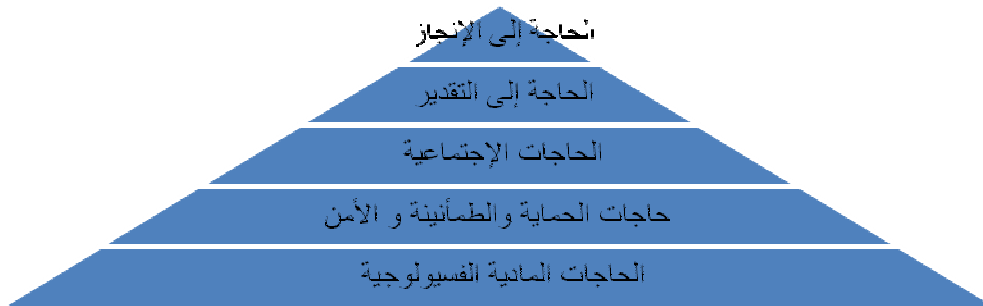 الحاجة إلى الإنجاز
الحاجة إلى التقدير
الحاجات الإجتماعية
حاجات الحماية والطمأنينة و الأمن
الحاجات المادية الفسيولوجية